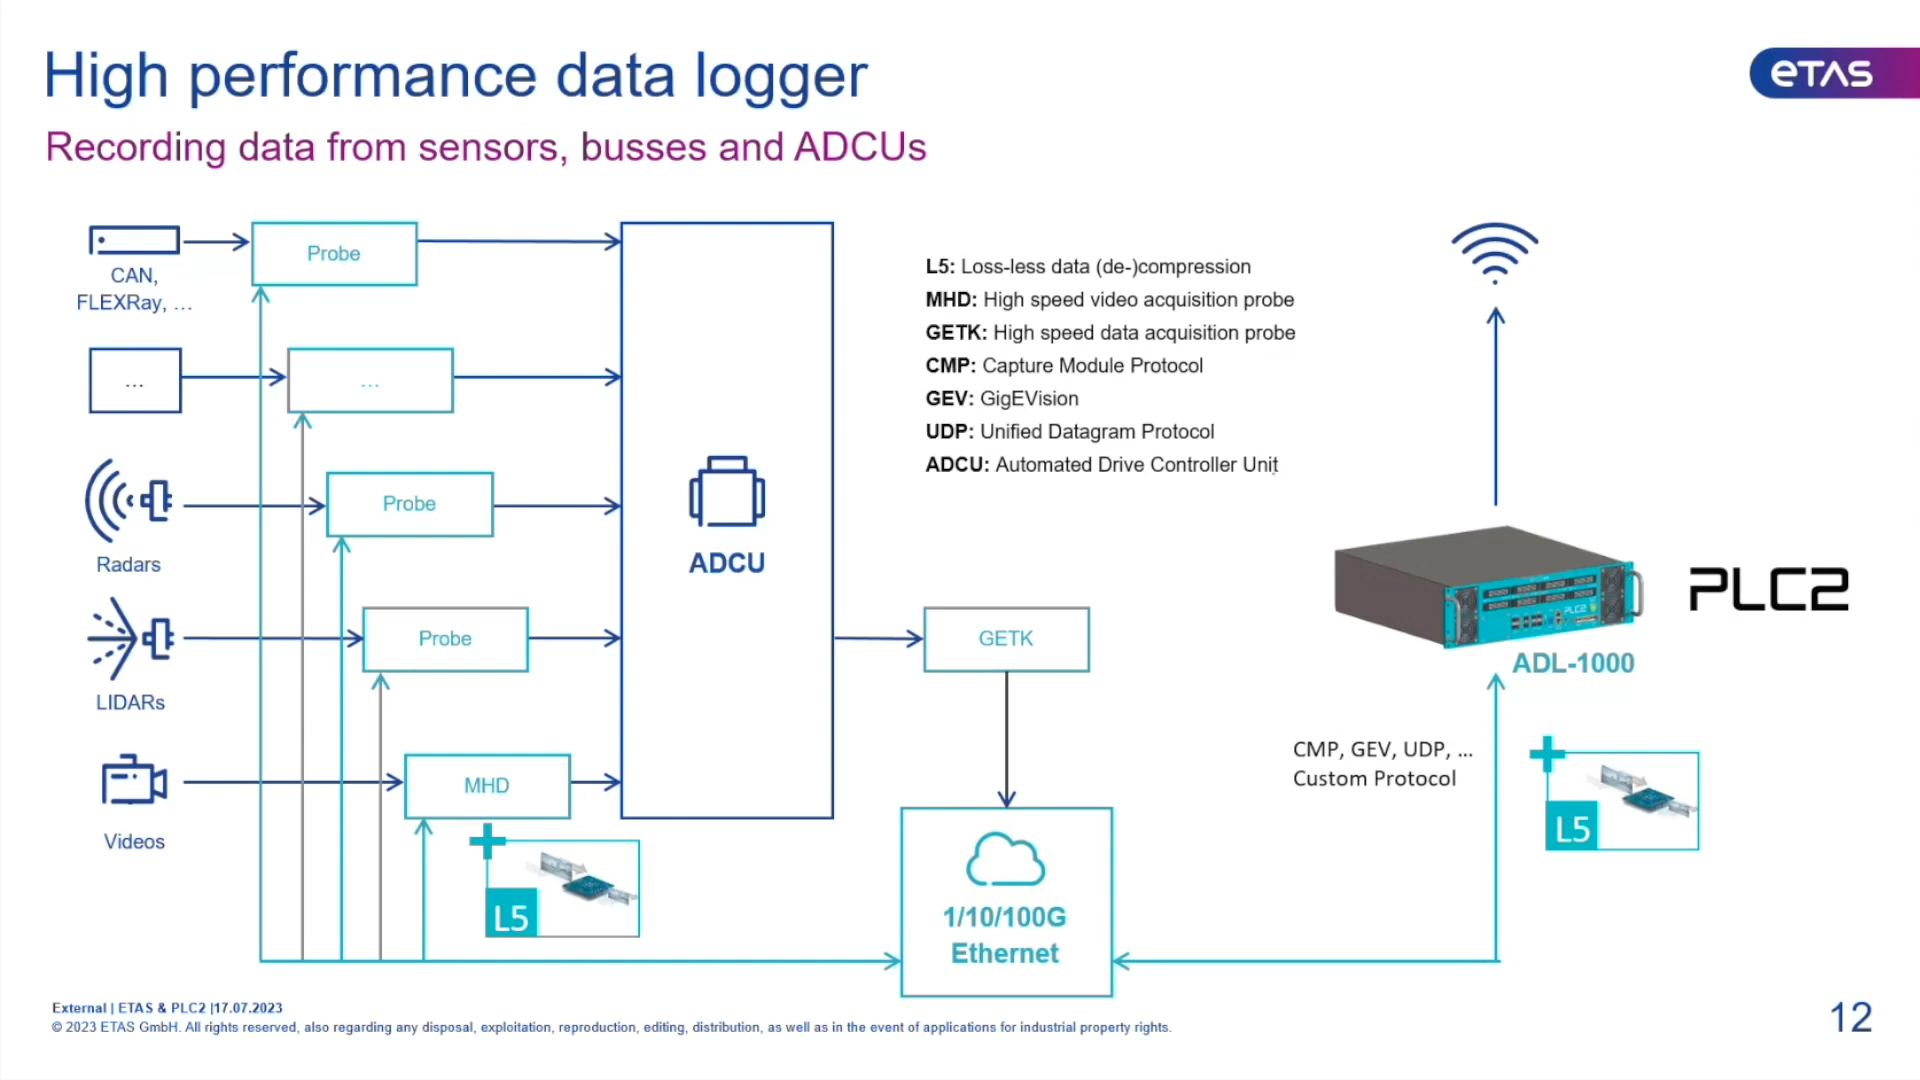 High performance data logger
eTAS
Recording data from sensors, busses and ADCUs
Probe
CAN,
FLEXRay, ...
...
...
Probe
Radars
Probe
LIDARs
MHD
Videos
L5
ADCU
L5: Loss-less data (de-)compression
MHD: High speed video acquisition probe
GETK: High speed data acquisition probe
CMP: Capture Module Protocol
GEV: GigEVision
UDP: Unified Datagram Protocol
ADCU: Automated Drive Controller Unit
GETK
1/10/100G
Ethernet
PLC2
PLC2
ADL-1000
CMP, GEV, UDP, ...
Custom Protocol
L5
External | ETAS & PLC2 |17.07.2023
© 2023 ETAS GmbH. All rights reserved, also regarding any disposal, exploitation, reproduction, editing, distribution, as well as in the event of applications for industrial property rights.
12